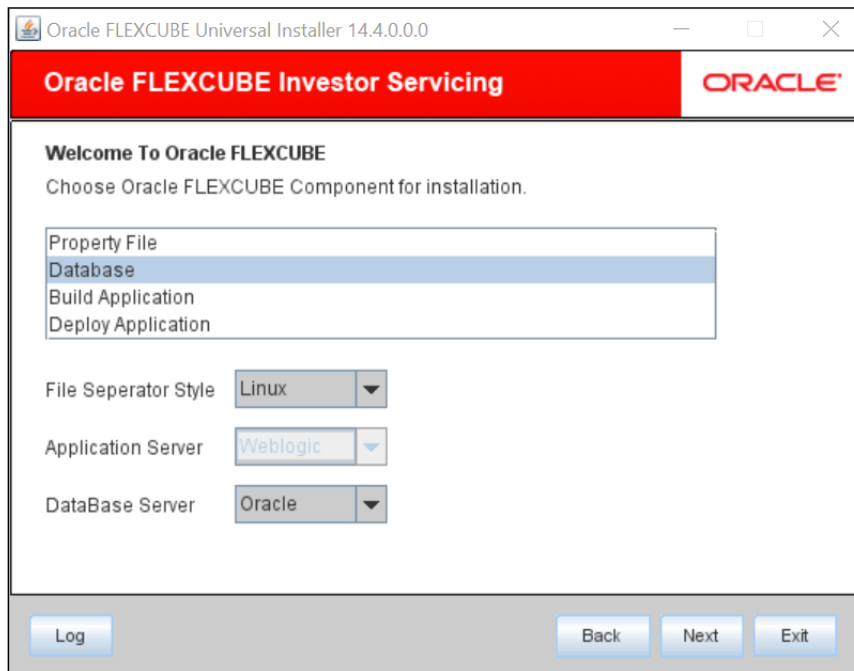 Oracle FLEXCUBE Universal Installer 14.4.0.0.0
Oracle FLEXCUBE Investor Servicing
ORACLE
Welcome To Oracle FLEXCUBE
Choose Oracle FLEXCUBE Component for installation.
Property File
Database
Build Application
Deploy Application
File Seperator Style Linux
Application Server Weblogic
DataBase Server Oracle
Log Back Next Exit